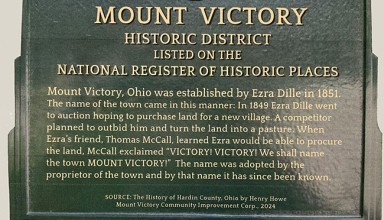 MOUNT VICTORY
HISTORIC DISTRICT
LISTED ON THE
NATIONAL REGISTER OF HISTORIC PLACES
Mount Victory, Ohio was established by Ezra Dille in 1851.
The name of the town came in this manner: In 1849 Ezra Dille went
to auction hoping to purchase land for a new village. A competitor
planned to outbid him and turn the land into a pasture. When
Ezra's friend, Thomas McCall, learned Ezra would be able to procure
the land, McCall exclaimed "VICTORY! VICTORY! We shall name
the town MOUNT VICTORY!" The name was adopted by the
proprietor of the town and by that name it has since been known.
SOURCE: The History of Hardin County, Ohio by Henry Howe
Mount Victory Community Improvement Corp., 2024